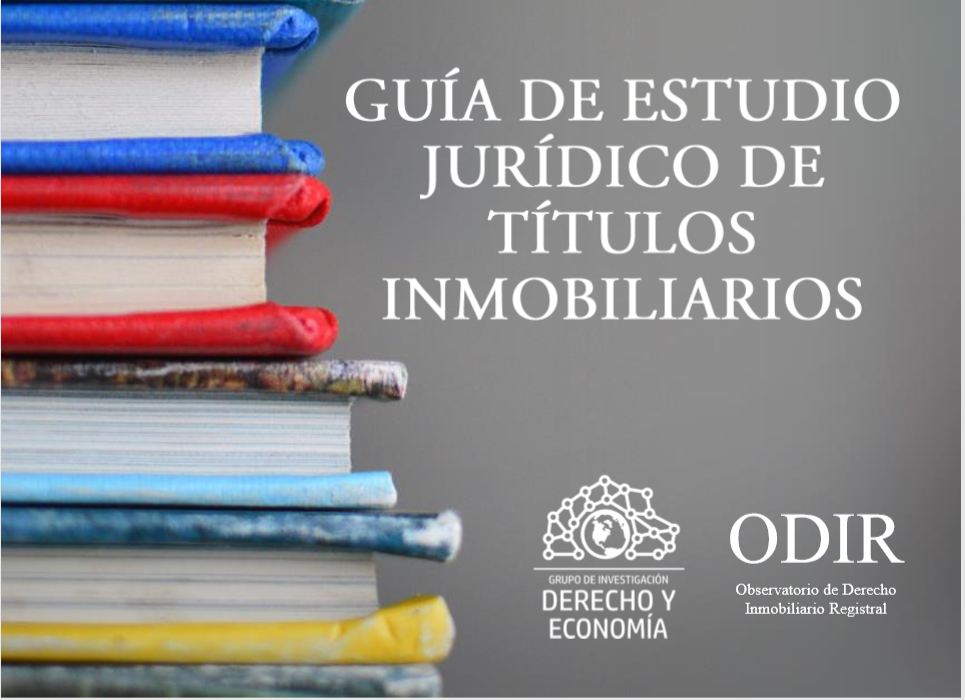 GUÍA DE ESTUDIO
JURÍDICO DE
TÍTULOS
INMOBILIARIOS
GRUPO DE INVESTIGACIÓN
DERECHO Y
ECONOMÍA
ODIR
Observatorio de Derecho
Inmobiliario Registral